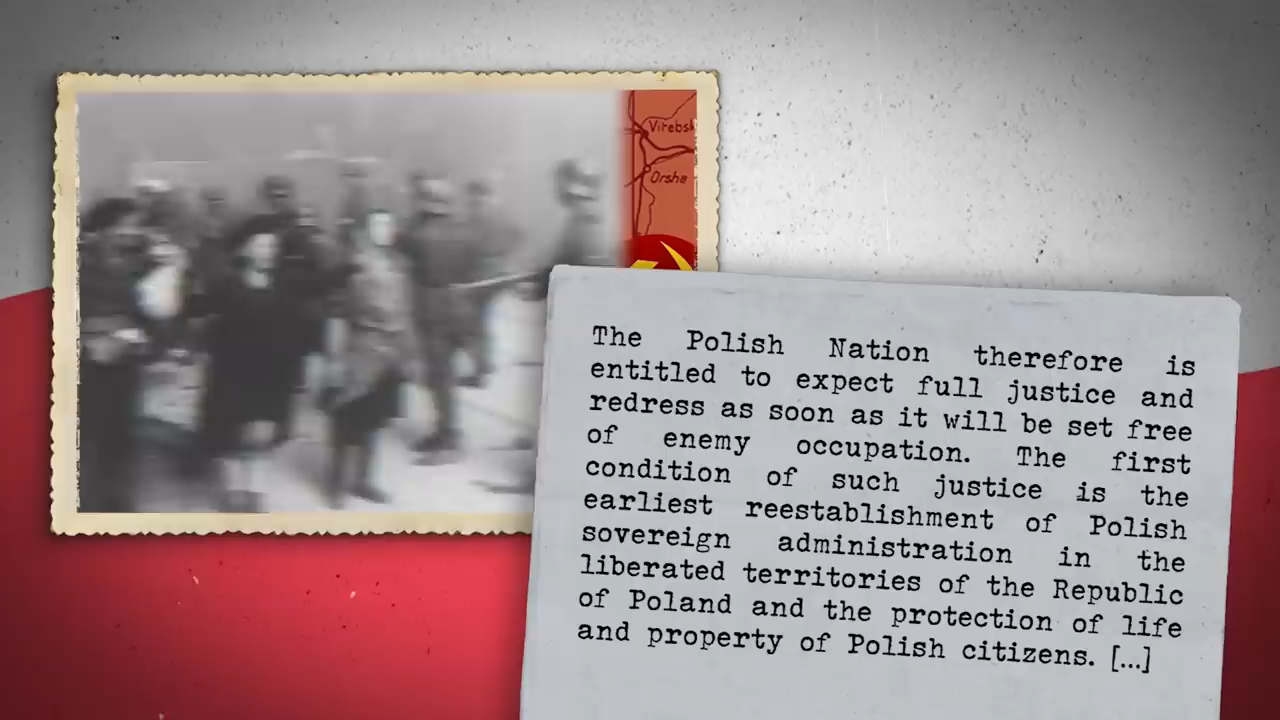 Vitebsk
Orsha
The Polish Nation therefore is
entitled to expect full justice and
redress as soon as it will be set free
of enemy occupation. The first
condition of such justice is the
earliest reestablishment of Polish
sovereign administration in the
liberated territories of the Republic
of Poland and the protection of life
and property of Polish citizens. […]